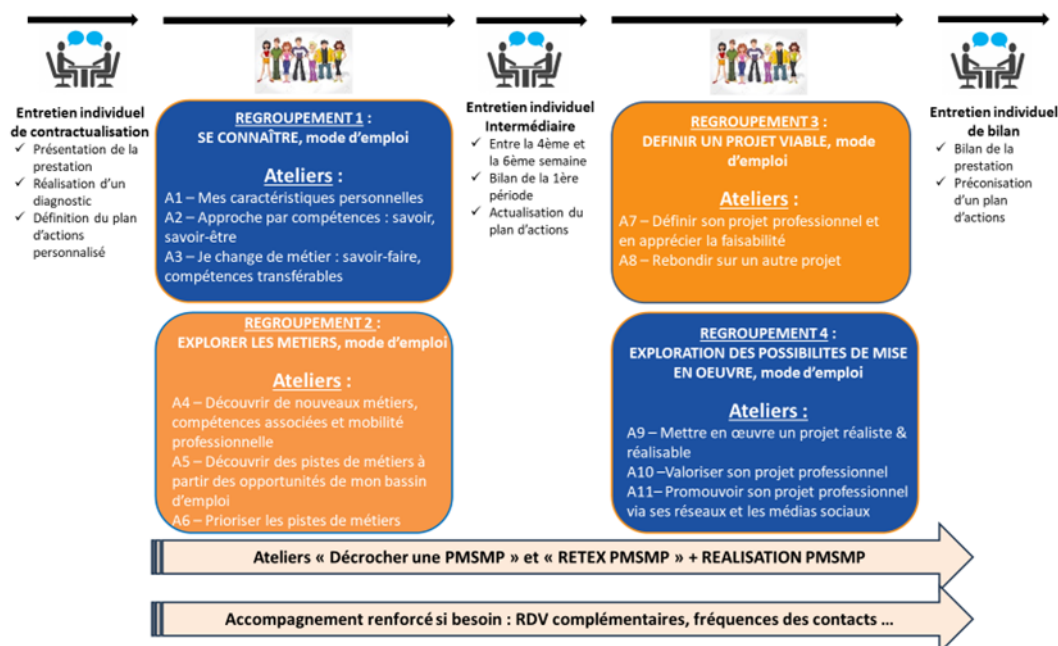 Entretien individuel
de contractualisation
✓ Présentation de la
prestation
✓ Réalisation d'un
diagnostic
✓ Définition du plan
d'actions
personnalisé
REGROUPEMENT 1 :
SE CONNAÎTRE, mode d'emploi
Ateliers :
A1 – Mes caractéristiques personnelles
A2 – Approche par compétences : savoir,
savoir-être
A3 – Je change de métier : savoir-faire,
compétences transférables
REGROUPEMENT 2 :
EXPLORER LES METIERS, mode d'emploi
Ateliers :
A4 – Découvrir de nouveaux métiers,
compétences associées et mobilité
professionnelle
A5 – Découvrir des pistes de métiers à
partir des opportunités de mon bassin
d'emploi
A6 – Prioriser les pistes de métiers
Entretien individuel
Intermédiaire
✓ Entre la 4ème et
la 6ème semaine
✓ Bilan de la 1ère
période
✓ Actualisation du
plan d'actions
REGROUPEMENT 3 :
DEFINIR UN PROJET VIABLE, mode
d'emploi
Ateliers :
A7 – Définir son projet professionnel et
en apprécier la faisabilité
A8 – Rebondir sur un autre projet
REGROUPEMENT 4 :
EXPLORATION DES POSSIBILITES DE MISE
EN OEUVRE, mode d'emploi
Ateliers :
A9 – Mettre en œuvre un projet réaliste &
réalisable
A10 –Valoriser son projet professionnel
A11– Promouvoir son projet professionnel
via ses réseaux et les médias sociaux
Entretien individuel
de bilan
✓ Bilan de la
prestation
✓ Préconisation
d'un plan
d'actions
Ateliers « Décrocher une PMSMP » et « RETEX PMSMP » + REALISATION PMSMP
Accompagnement renforcé si besoin : RDV complémentaires, fréquences des contacts ...